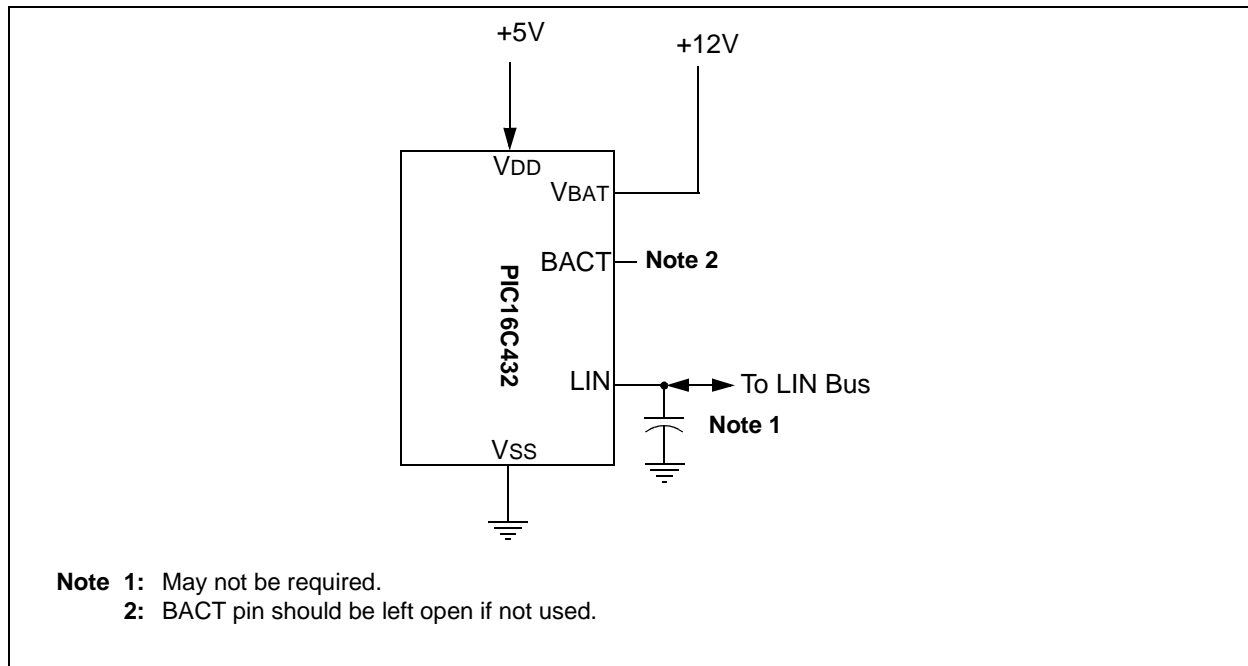 +5V
+12V
VDD
VBAT
BACT
Note 2
PIC16C432
LIN
To LIN Bus
Note 1
VSS
Note 1: May not be required.
2: BACT pin should be left open if not used.